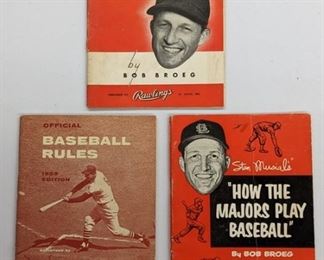 by
BOB BROEG
Rawlings
OFFICIAL
BASEBALL
RULES
EDITION
Stan Musial's
"HOW THE
MAJORS PLAY
BASEBALL"
By BOB BROEG